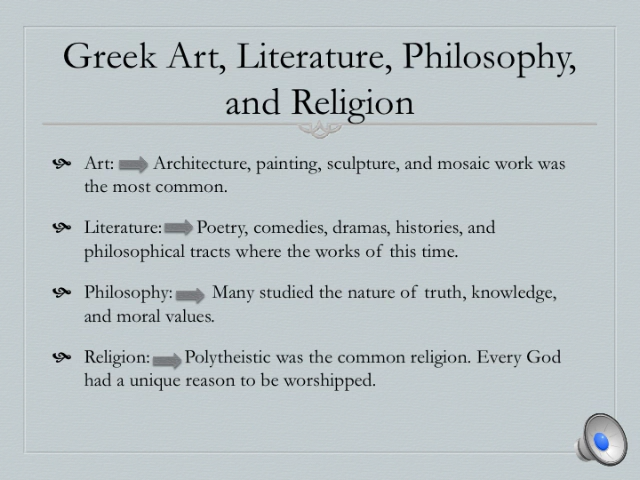 Greek Art, Literature, Philosophy,
and Religion
Art: Architecture, painting, sculpture, and mosaic work was
the most common.
Literature: Poetry, comedies, dramas, histories, and
philosophical tracts where the works of this time.
Philosophy: Many studied the nature of truth, knowledge,
and moral values.
Religion: Polytheistic was the common religion. Every God
had a unique reason to be worshipped.